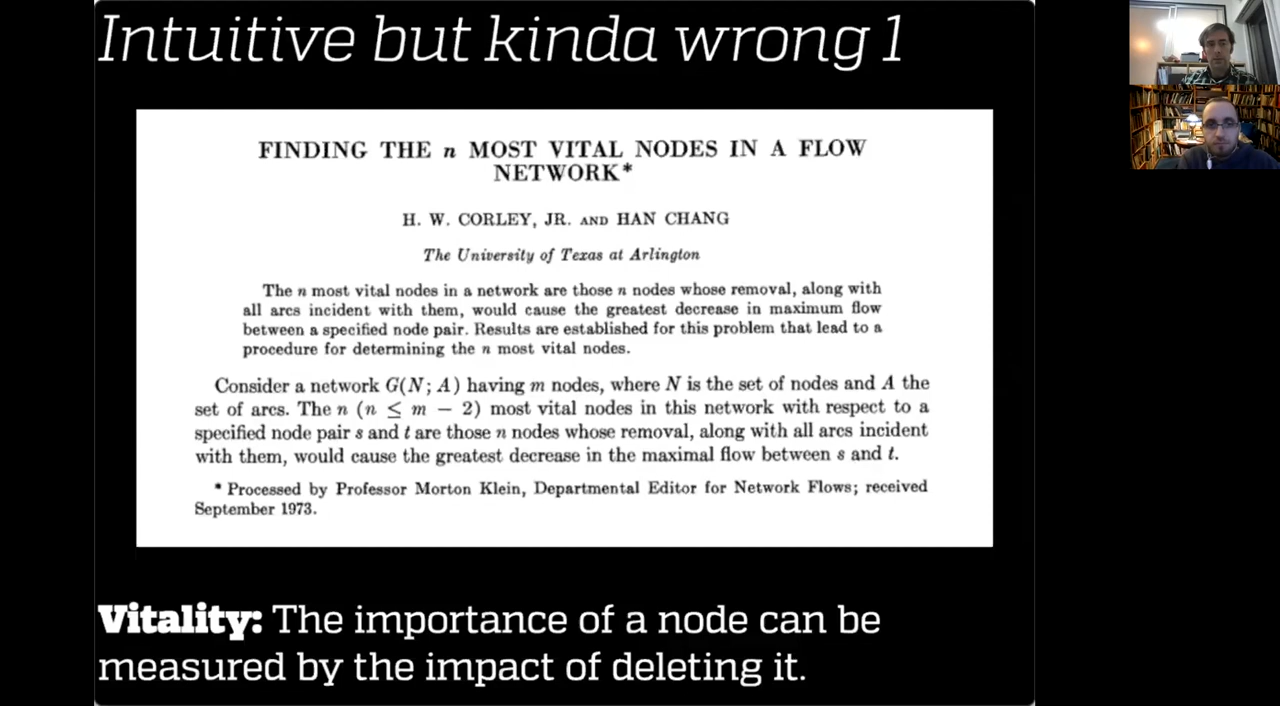 Intuitive but kinda wrong 1
FINDING THE n MOST VITAL NODES IN A FLOW
NETWORK*
H. W. CORLEY, JR. AND HAN CHANG
The University of Texas at Arlington
The n most vital nodes in a network are those n nodes whose removal, along with
all arcs incident with them, would cause the greatest decrease in maximum flow
between a specified node pair. Results are established for this problem that lead to a
procedure for determining the n most vital nodes.
Consider a network G(N; A) having m nodes, where N is the set of nodes and A the
set of arcs. The n (n ≤ m − 2) most vital nodes in this network with respect to a
specified node pair s and t are those n nodes whose removal, along with all arcs incident
with them, would cause the greatest decrease in the maximal flow between s and t.
* Processed by Professor Morton Klein, Departmental Editor for Network Flows; received
September 1973.
Vitality: The importance of a node can be
measured by the impact of deleting it.